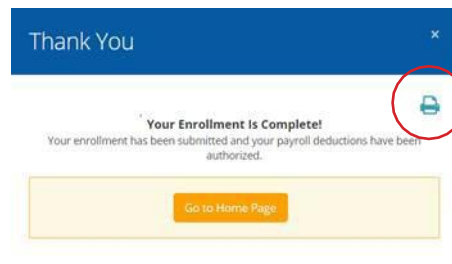 Thank You
×
Your Enrollment Is Complete!
Your enrollment has been submitted and your payroll deductions have been
authorized.
Go to Home Page